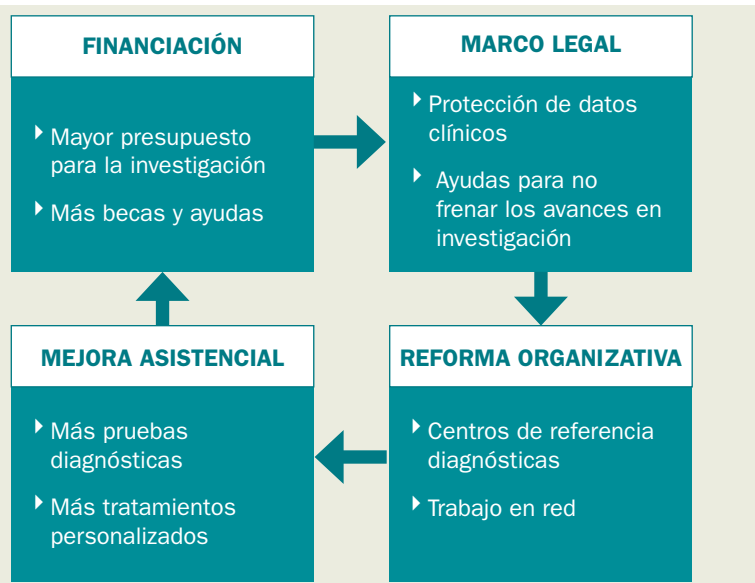 FINANCIACIÓN
Mayor presupuesto
para la investigación
Más becas y ayudas
MARCO LEGAL
Protección de datos
clínicos
Ayudas para no
frenar los avances en
investigación
MEJORA ASISTENCIAL
Más pruebas
diagnósticas
Más tratamientos
personalizados
REFORMA ORGANIZATIVA
Centros de referencia
diagnósticas
Trabajo en red